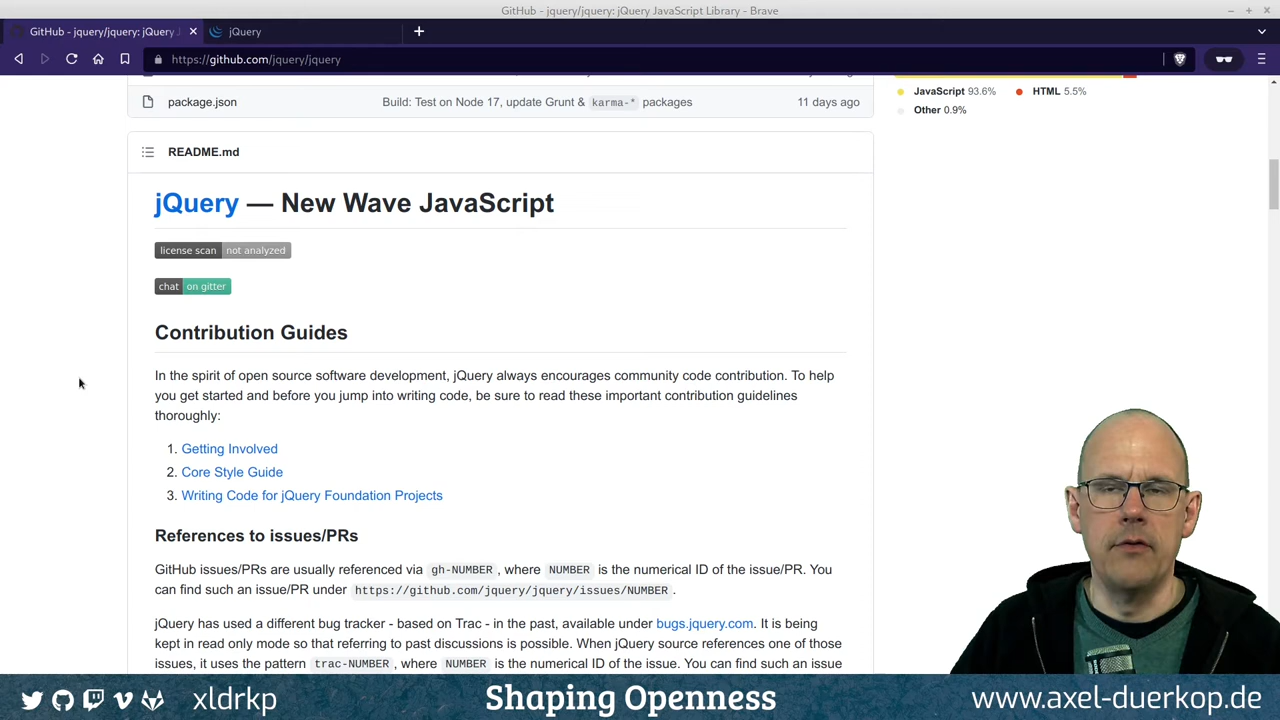 GitHub - jquery/jquery: jQuery JavaScript Library - Brave
GitHub - jquery/jquery: jQuery J
jQuery
https://github.com/jquery/jquery
package.json
Build: Test on Node 17, update Grunt & karma-* packages
11 days ago
JavaScript 93.6%
HTML 5.5%
Other 0.9%
README.md
jQuery — New Wave JavaScript
license scan not analyzed
chat on gitter
Contribution Guides
In the spirit of open source software development, jQuery always encourages community code contribution. To help
you get started and before you jump into writing code, be sure to read these important contribution guidelines
thoroughly:
1. Getting Involved
2. Core Style Guide
3. Writing Code for jQuery Foundation Projects
References to issues/PRs
GitHub issues/PRs are usually referenced via gh-NUMBER, where NUMBER is the numerical ID of the issue/PR. You
can find such an issue/PR under https://github.com/jquery/jquery/issues/NUMBER.
jQuery has used a different bug tracker - based on Trac - in the past, available under bugs.jquery.com. It is being
kept in read only mode so that referring to past discussions is possible. When jQuery source references one of those
issues, it uses the pattern trac-NUMBER, where NUMBER is the numerical ID of the issue. You can find such an issue
xldrkp
Shaping Openness
www.axel-duerkop.de